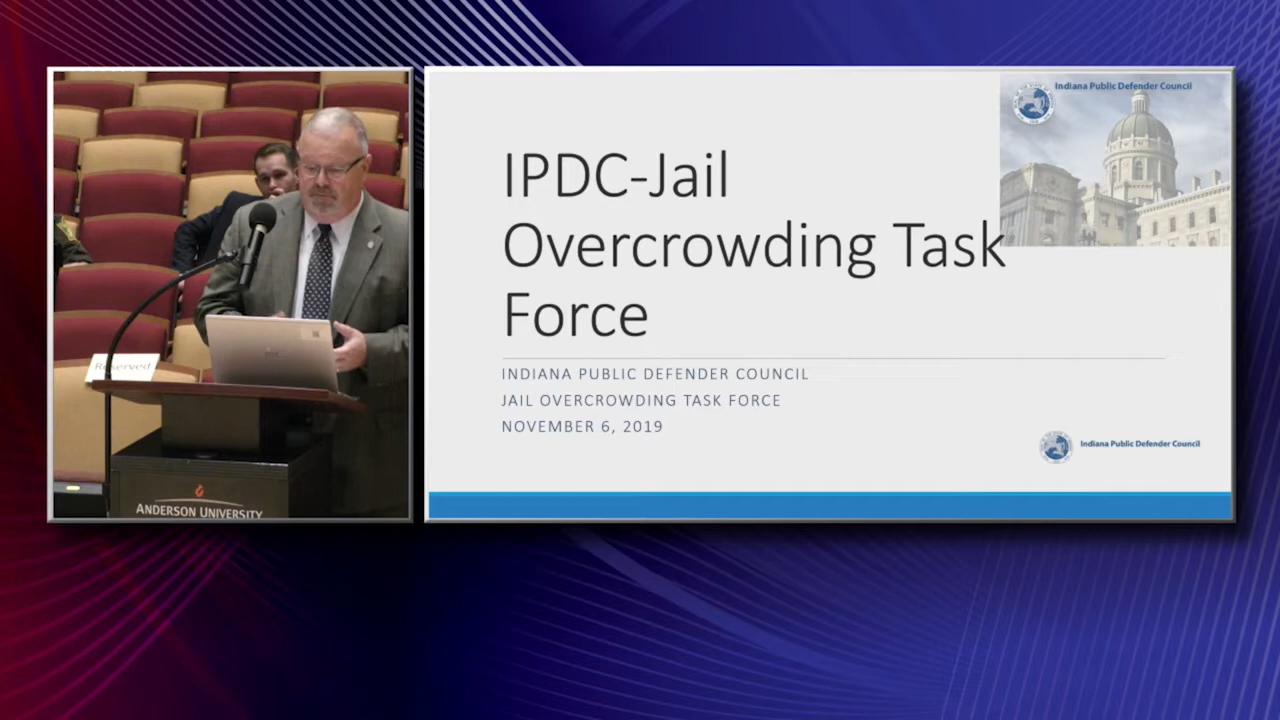 Reserved
ANDERSON UNIVERSITY
Indiana Public Defender Council
IPDC-Jail
Overcrowding Task
Force
INDIANA PUBLIC DEFENDER COUNCIL
JAIL OVERCROWDING TASK FORCE
NOVEMBER 6, 2019
Indiana Public Defender Council